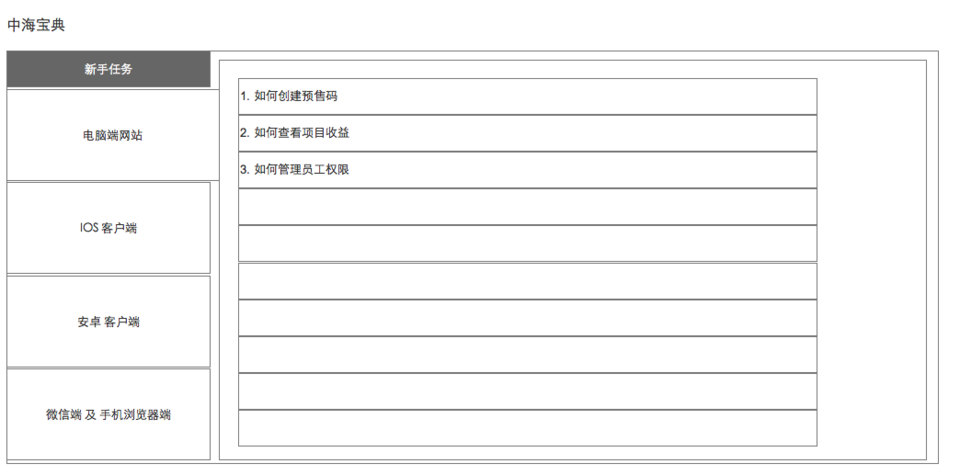 中海宝典
新手任务
电脑端网站
IOS 客户端
安卓 客户端
微信端 及 手机浏览器端
1. 如何创建预售码
2. 如何查看项目收益
3. 如何管理员工权限